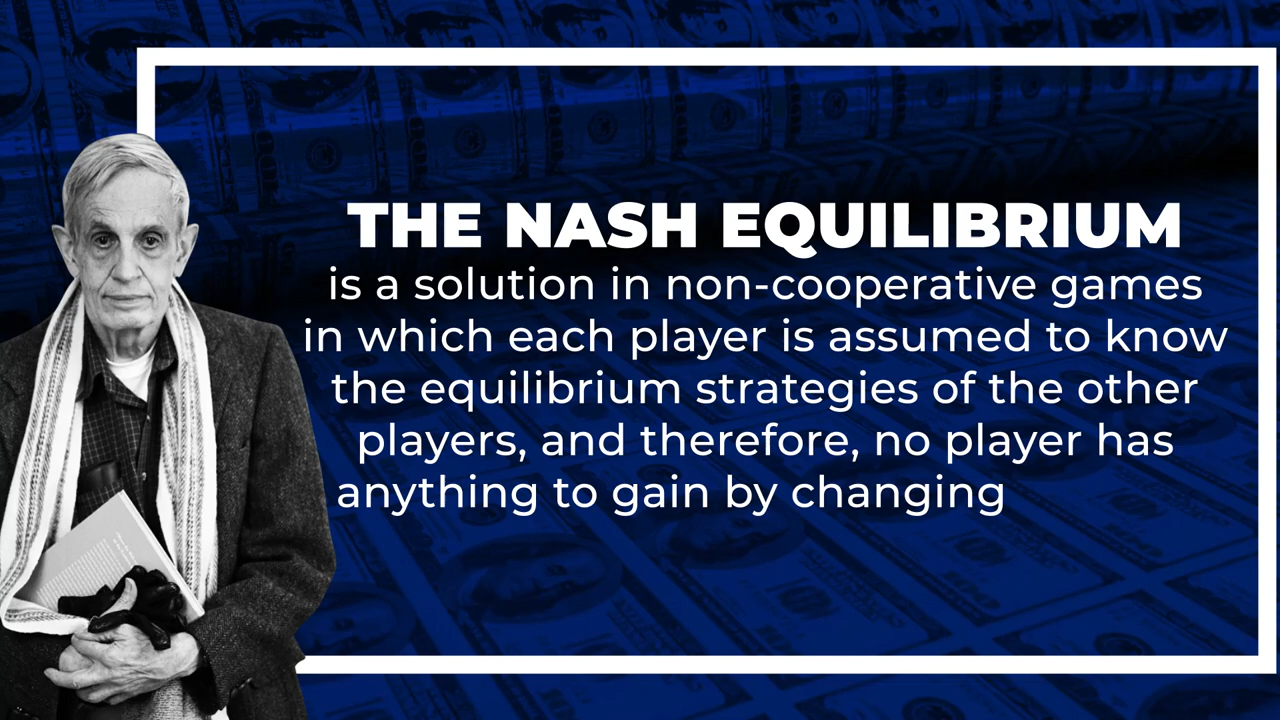 THE NASH EQUILIBRIUM
is a solution in non-cooperative games
in which each player is assumed to know
the equilibrium strategies of the other
players, and therefore, no player has
anything to gain by changing